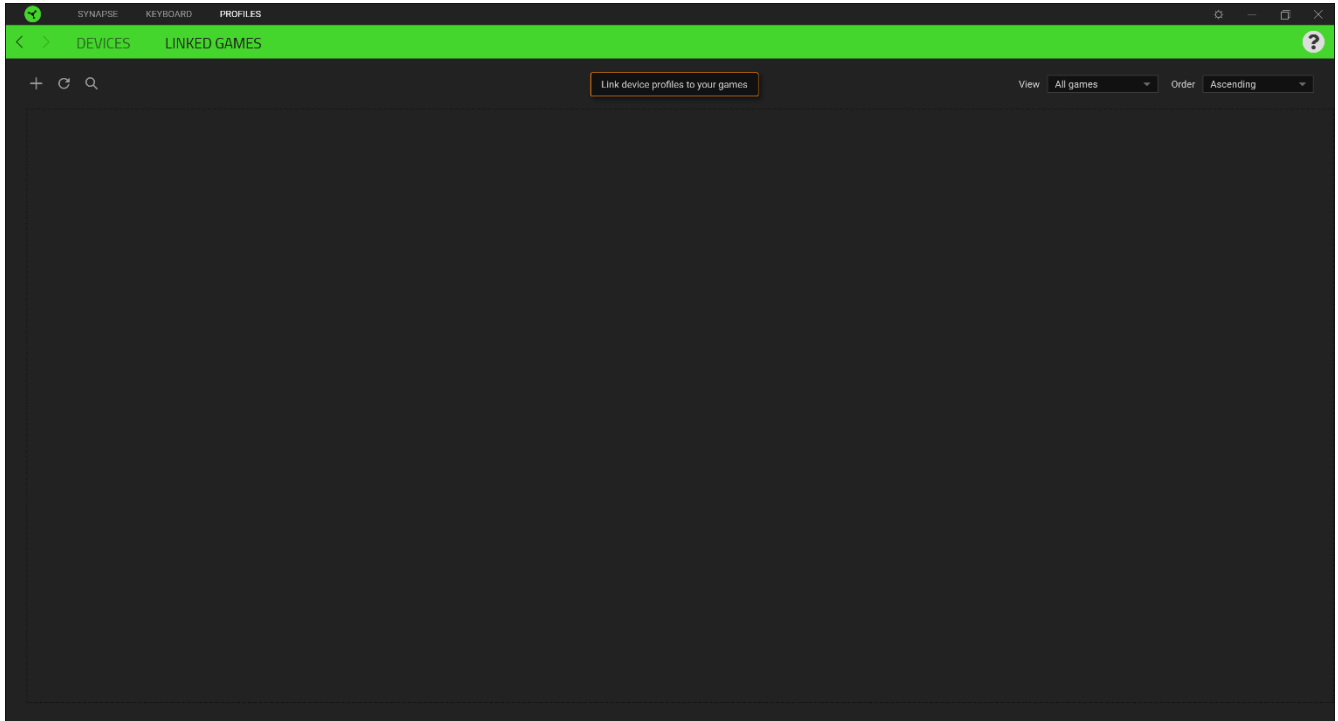 SYNAPSE KEYBOARD PROFILES
DEVICES LINKED GAMES ?
Link device profiles to your games View All games Order Ascending